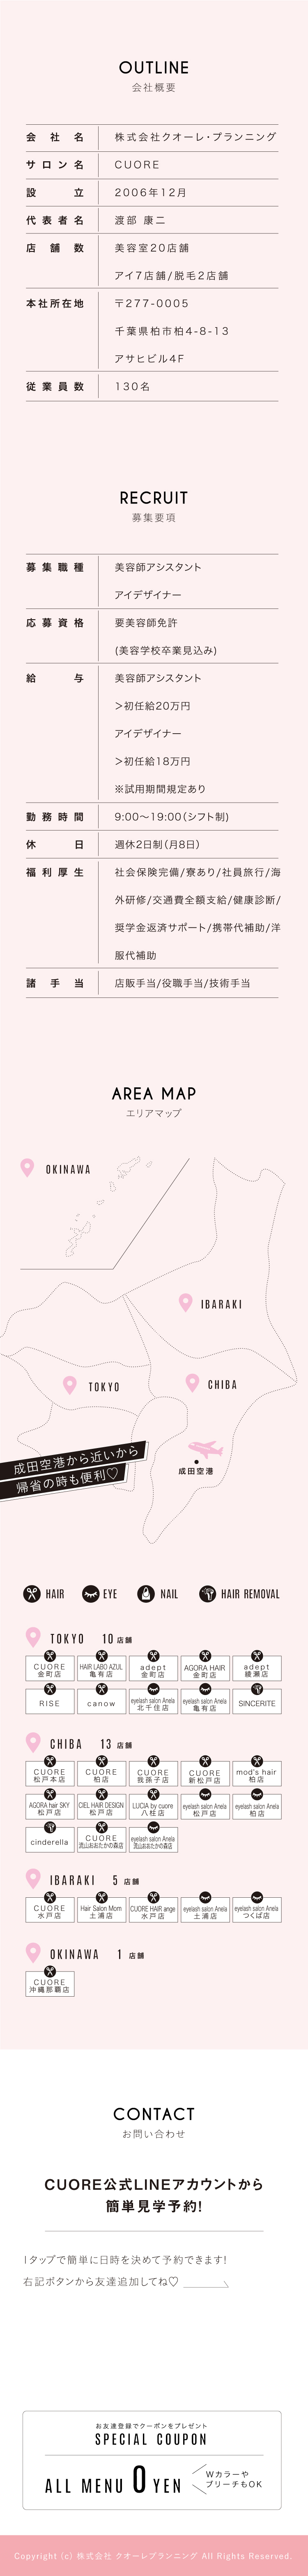 OUTLINE
会社概要
会社名 株式会社クオーレ・プランニング
サロン名 CUORE
設立 2006年12月
代表者名 渡部 康二
店舗数 美容室20店舗
アイ7店舗/脱毛2店舗
本社所在地 〒277-0005
千葉県柏市柏4-8-13
アサヒビル4F
従業員数 130名
RECRUIT
募集要項
募集職種 美容師アシスタント
アイデザイナー
応募資格 要美容師免許
(美容学校卒業見込み)
給与 美容師アシスタント
>初任給20万円
アイデザイナー
>初任給18万円
※試用期間規定あり
勤務時間 9:00〜19:00(シフト制)
休日 週休2日制(月8日)
福利厚生 社会保険完備/寮あり/社員旅行/海
外研修/交通費全額支給/健康診断/
奨学金返済サポート/携帯代補助/洋
服代補助
諸手当 店販手当/役職手当/技術手当
AREA MAP
エリアマップ
OKINAWA
IBARAKI
TOKYO
CHIBA
成田空港
成田空港から近いから
帰省の時も便利♡
HAIR EYE NAIL HAIR REMOVAL
TOKYO 10店舗
CUORE
金町店
HAIR LABO AZUL
亀有店
adept
金町店
AGORA HAIR
金町店
adept
綾瀬店
RISE
canow
eyelash salon Anela
北千住店
eyelash salon Anela
亀有店
SINCERITE
CHIBA 13店舗
CUORE
松戸本店
CUORE
柏店
CUORE
我孫子店
CUORE
新松戸店
mod's hair
柏店
AGORA hair SKY
松戸店
CIEL HAIR DESIGN
松戸店
LUCIA by cuore
八柱店
eyelash salon Anela
松戸店
eyelash salon Anela
柏店
cinderella
CUORE
流山おおたかの森店
eyelash salon Anela
流山おおたかの森店
IBARAKI 5店舗
CUORE
水戸店
Hair Salon Mom
土浦店
CUORE HAIR ange
水戸店
eyelash salon Anela
土浦店
eyelash salon Anela
つくば店
OKINAWA 1店舗
CUORE
沖縄那覇店
CONTACT
お問い合わせ
CUORE公式LINEアカウントから
簡単見学予約!
1タップで簡単に日時を決めて予約できます!
右記ボタンから友達追加してね♡
お友達登録でクーポンをプレゼント
SPECIAL COUPON
ALL MENU 0 YEN
Wカラーや
ブリーチもOK
Copyright (c) 株式会社 クオーレプランニング All Rights Reserved.